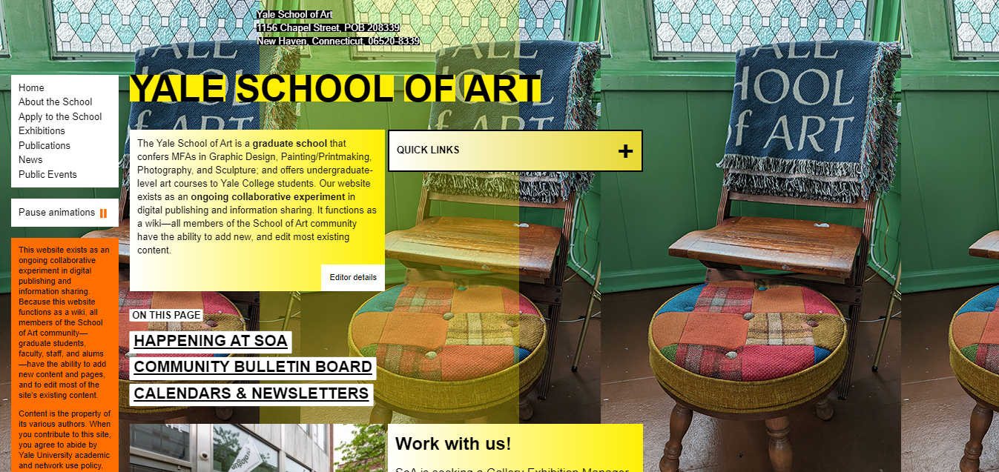 Yale School of Art
1156 Chapel Street, POB 208339
New Haven, Connecticut, 06520-8339
YALE SCHOOL OF ART
Home
About the School
Apply to the School
Exhibitions
Publications
News
Public Events
Pause animations
This website exists as an
ongoing collaborative
experiment in digital
publishing and
information sharing.
Because this website
functions as a wiki, all
members of the School
of Art community—
graduate students,
faculty, staff, and alums
—have the ability to add
new content and pages,
and to edit most of the
site's existing content.
Content is the property of
its various authors. When
you contribute to this site,
you agree to abide by
Yale University academic
and network use policy,
The Yale School of Art is a graduate school that
confers MFAs in Graphic Design, Painting/Printmaking,
Photography, and Sculpture; and offers undergraduate-
level art courses to Yale College students. Our website
exists as an ongoing collaborative experiment in
digital publishing and information sharing. It functions as
a wiki—all members of the School of Art community
have the ability to add new, and edit most existing
content.
Editor details
QUICK LINKS
ON THIS PAGE
HAPPENING AT SOA
COMMUNITY BULLETIN BOARD
CALENDARS & NEWSLETTERS
Work with us!
SoA is seeking a Gallery Exhibition Manager
YALE
HOOL
of ART
YALE
HOOL
of ART
YALE
HOOL
of ART